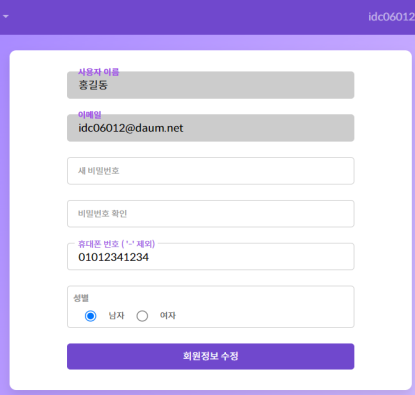 idc06012
사용자 이름
홍길동
이메일
idc06012@daum.net
새 비밀번호
비밀번호 확인
휴대폰 번호 ( '-' 제외)
01012341234
성별
남자 여자
회원정보 수정